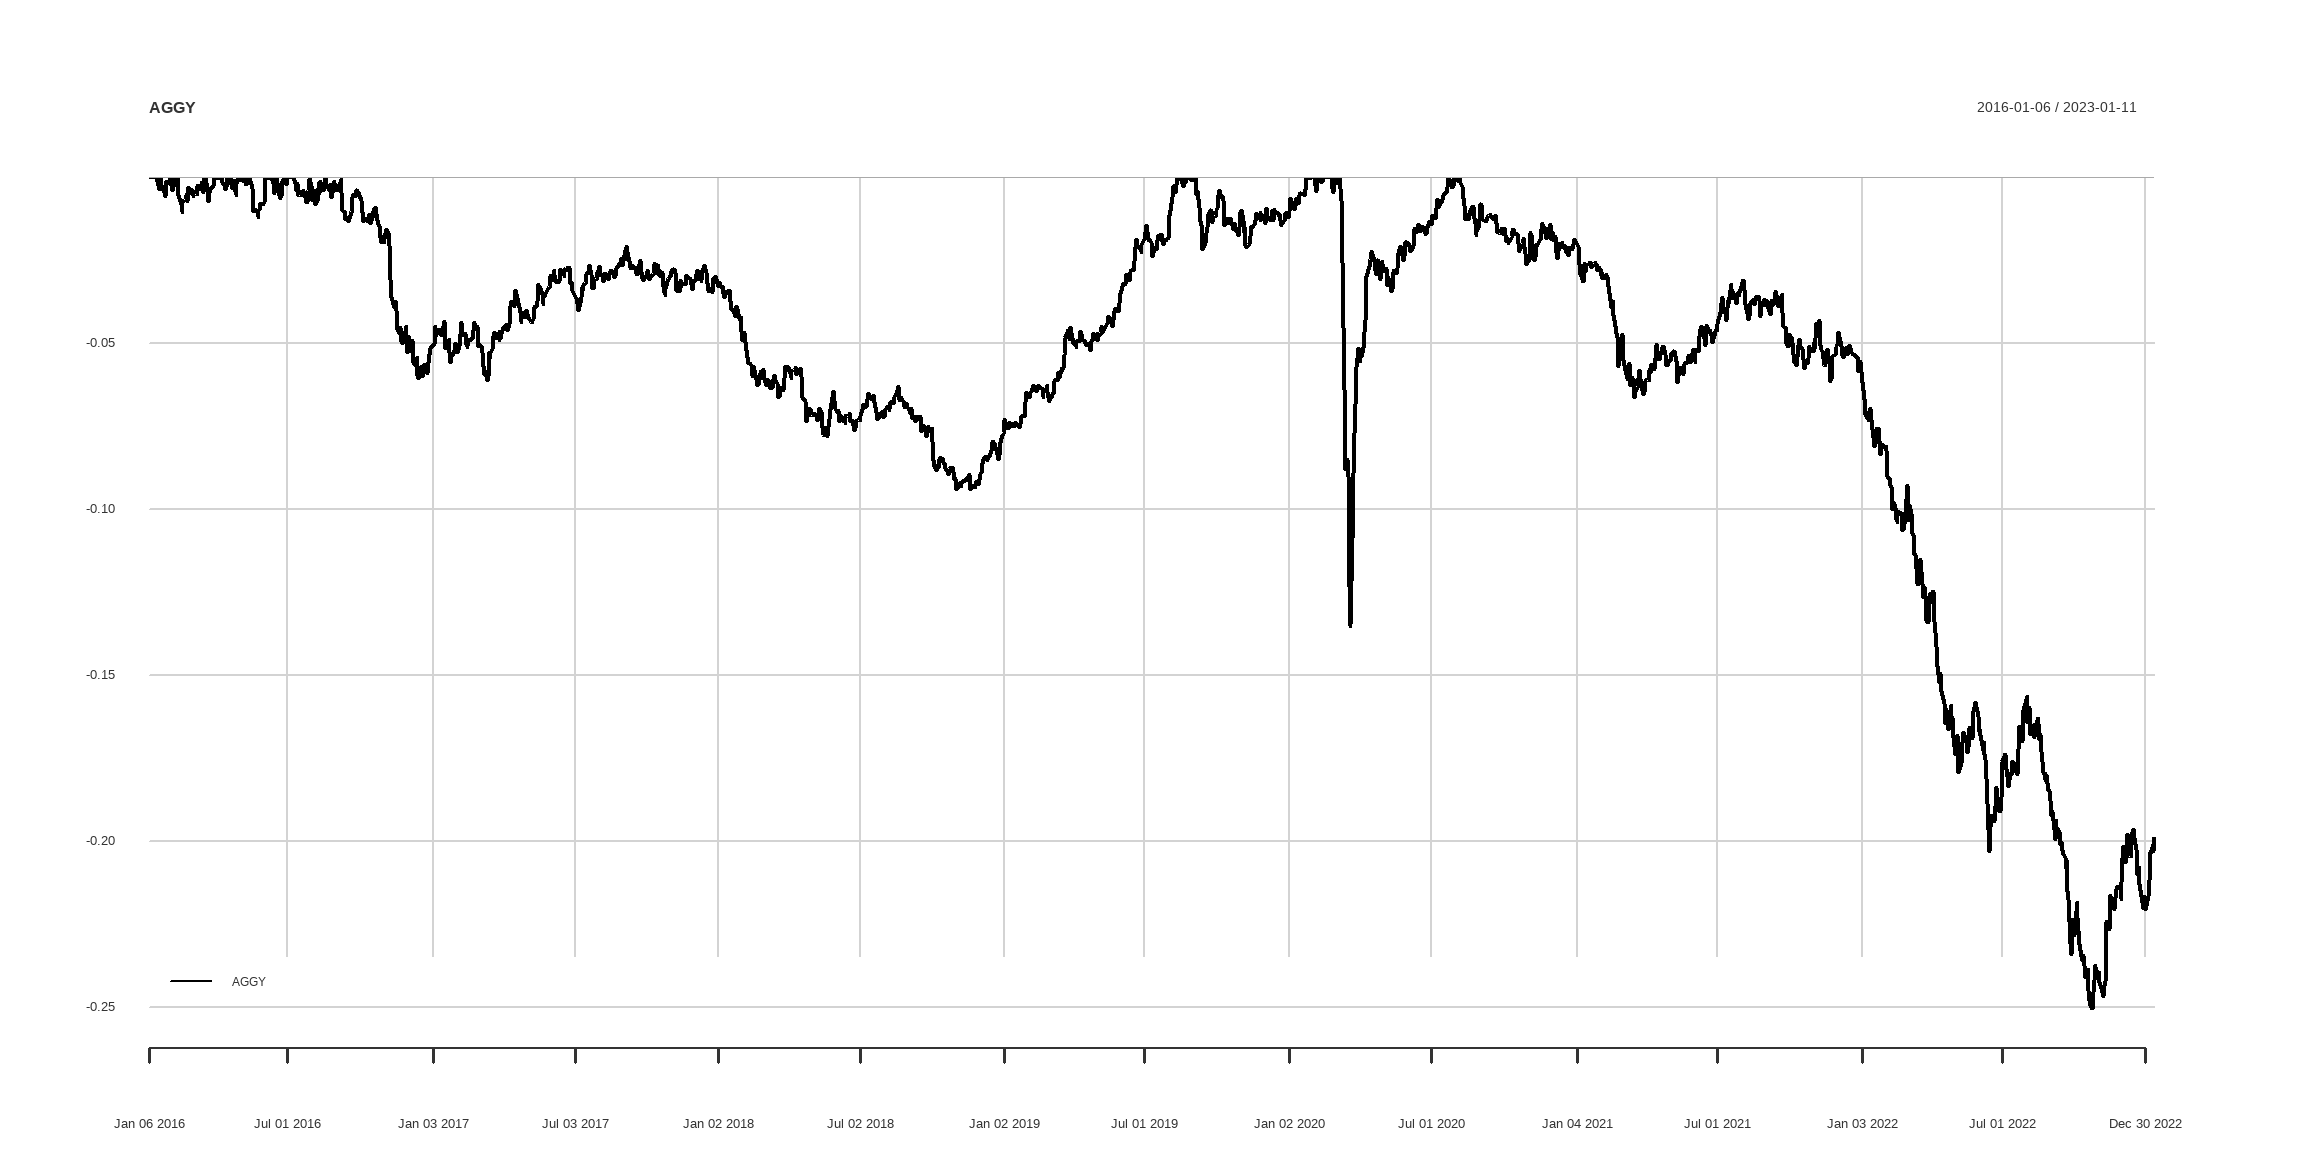 AGGY
2016-01-06 / 2023-01-11
-0.05
-0.10
-0.15
-0.20
-0.25
AGGY
Jan 06 2016
Jul 01 2016
Jan 03 2017
Jul 03 2017
Jan 02 2018
Jul 02 2018
Jan 02 2019
Jul 01 2019
Jan 02 2020
Jul 01 2020
Jan 04 2021
Jul 01 2021
Jan 03 2022
Jul 01 2022
Dec 30 2022